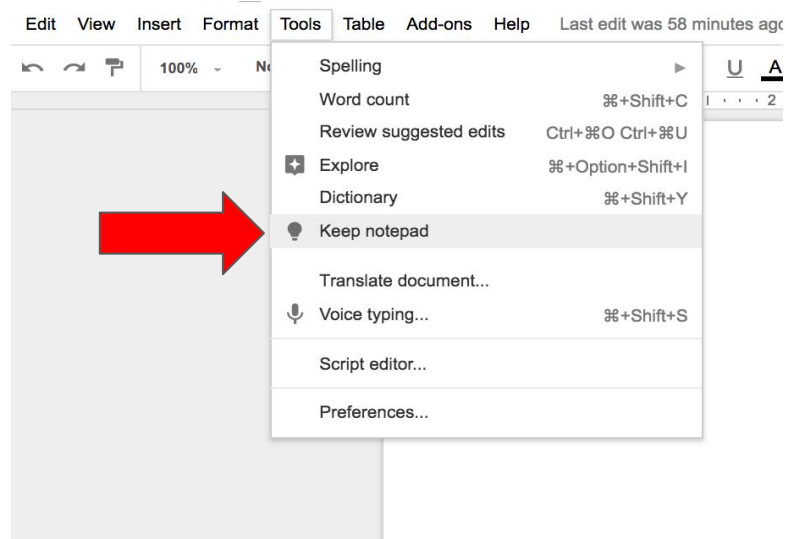 Edit View Insert Format Tools Table Add-ons Help Last edit was 58 minutes ago
100% U A
Spelling
2
Word count ⌘+Shift+C
Review suggested edits Ctrl+⌘O Ctrl+⌘U
Explore ⌘+Option+Shift+I
Dictionary ⌘+Shift+Y
Keep notepad
Translate document...
Voice typing... ⌘+Shift+S
Script editor...
Preferences...